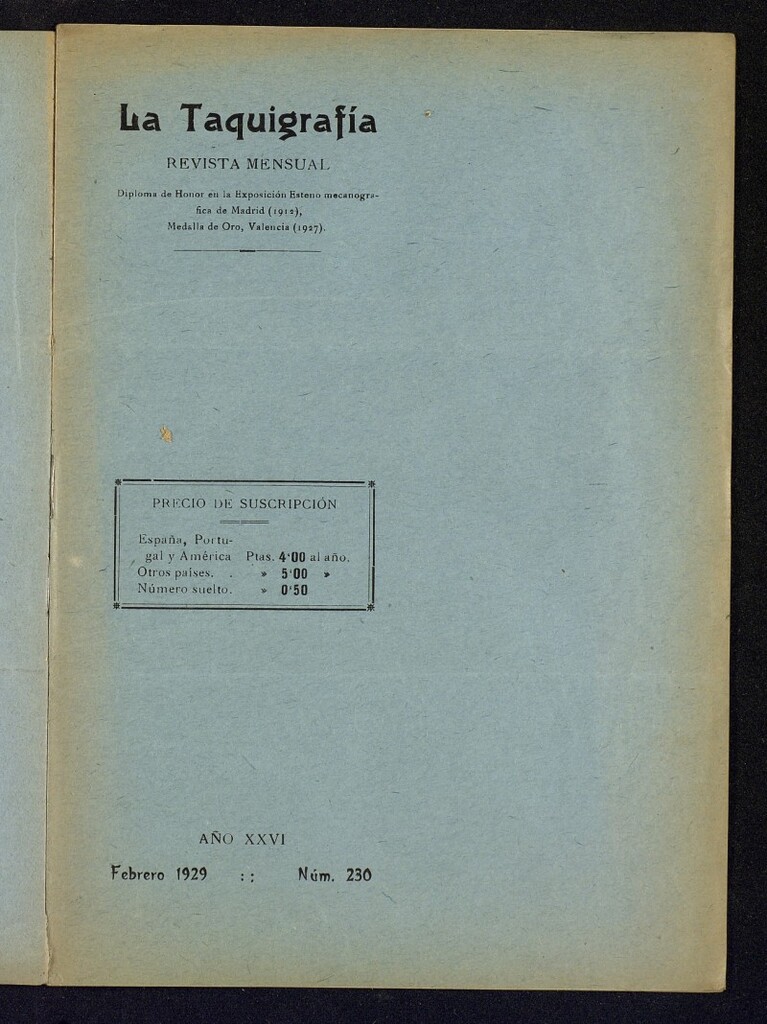 La Taquigrafía
REVISTA MENSUAL
Diploma de Honor en la Exposición Esteno mecanogra-
fica de Madrid (1912),
Medalla de Oro, Valencia (1927).
PRECIO DE SUSCRIPCIÓN
España, Portu-
gal y América Ptas. 4'00 al año.
Otros países. . » 5'00 »
Número suelto. » 0'50
AÑO XXVI
Febrero 1929 :: Núm. 230